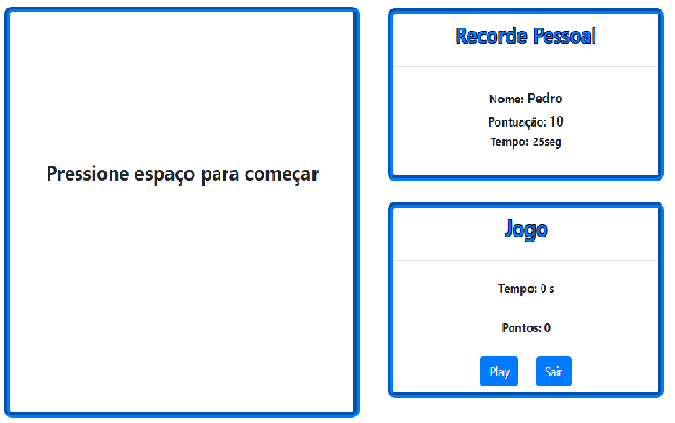 Pressione espaço para começar
Recorde Pessoal
Nome: Pedro
Pontuação: 10
Tempo: 25seg
Jogo
Tempo: 0 s
Pontos: 0
Play
Sair